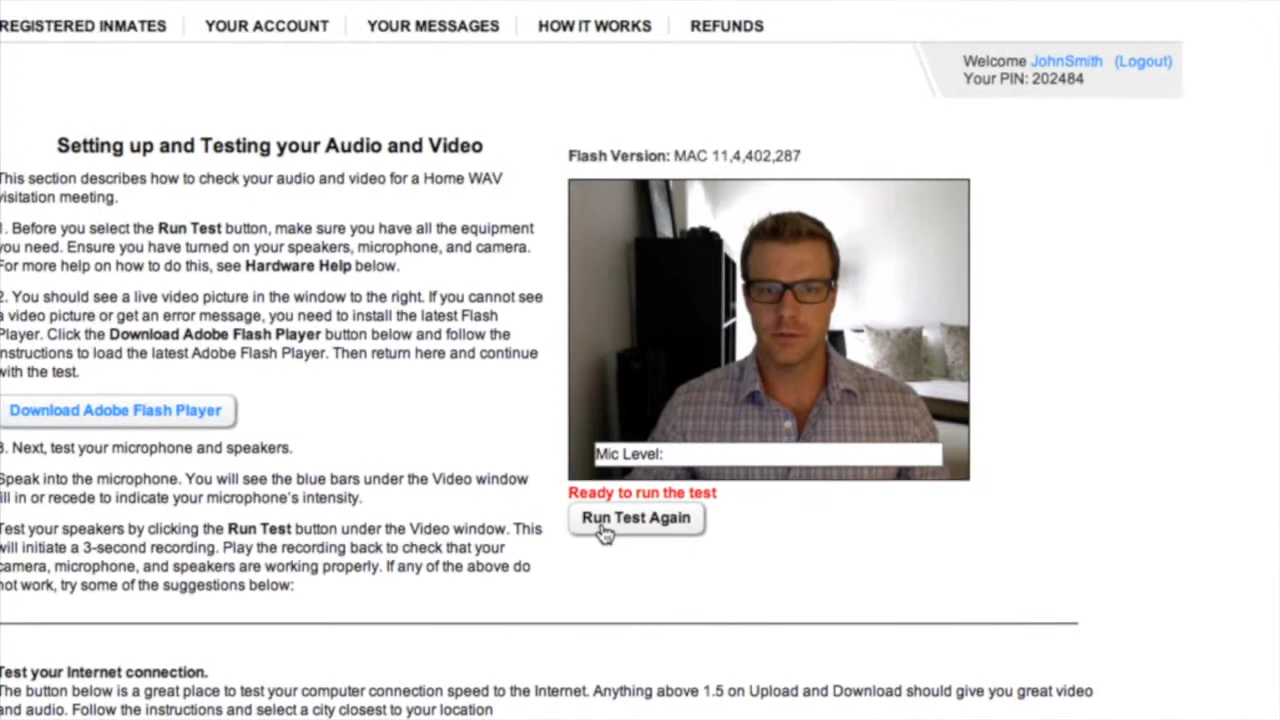 REGISTERED INMATES YOUR ACCOUNT YOUR MESSAGES HOW IT WORKS REFUNDS
Welcome JohnSmith (Logout)
Your PIN: 202484
Setting up and Testing your Audio and Video
This section describes how to check your audio and video for a Home WAV
visitation meeting.
1. Before you select the Run Test button, make sure you have all the equipment
you need. Ensure you have turned on your speakers, microphone, and camera.
For more help on how to do this, see Hardware Help below.
2. You should see a live video picture in the window to the right. If you cannot see
a video picture or get an error message, you need to install the latest Flash
Player. Click the Download Adobe Flash Player button below and follow the
instructions to load the latest Adobe Flash Player. Then return here and continue
with the test.
Download Adobe Flash Player
3. Next, test your microphone and speakers.
Speak into the microphone. You will see the blue bars under the Video window
fill in or recede to indicate your microphone's intensity.
Test your speakers by clicking the Run Test button under the Video window. This
will initiate a 3-second recording. Play the recording back to check that your
camera, microphone, and speakers are working properly. If any of the above do
not work, try some of the suggestions below:
Flash Version: MAC 11,4,402,287
Mic Level:
Ready to run the test
Run Test Again
Test your Internet connection.
The button below is a great place to test your computer connection speed to the Internet. Anything above 1.5 on Upload and Download should give you great video
and audio. Follow the instructions and select a city closest to your location